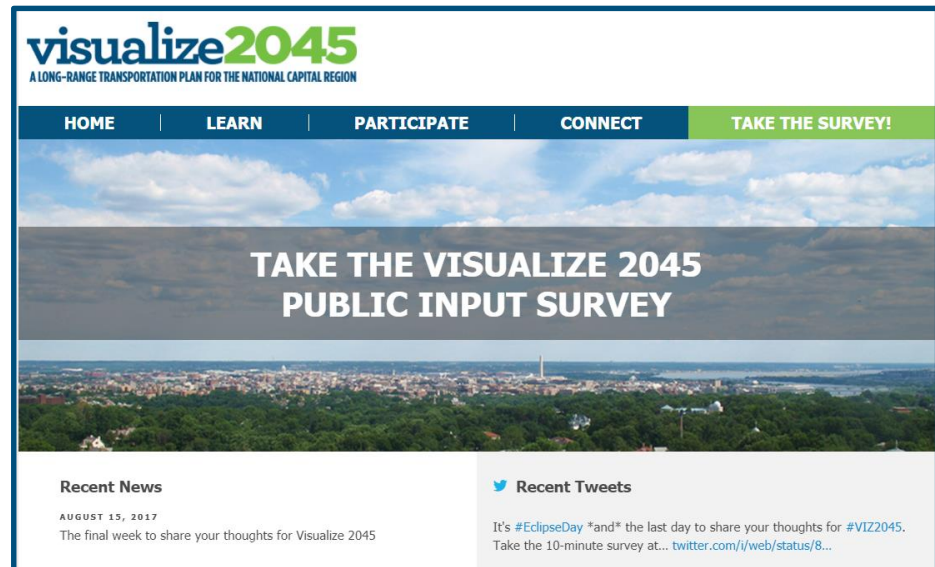 visualize2045
A LONG-RANGE TRANSPORTATION PLAN FOR THE NATIONAL CAPITAL REGION
HOME | LEARN | PARTICIPATE | CONNECT TAKE THE SURVEY!
TAKE THE VISUALIZE 2045
PUBLIC INPUT SURVEY
Recent News
AUGUST 15, 2017
The final week to share your thoughts for Visualize 2045
Recent Tweets
It's #EclipseDay *and* the last day to share your thoughts for #VIZ2045.
Take the 10-minute survey at... twitter.com/i/web/status/8...